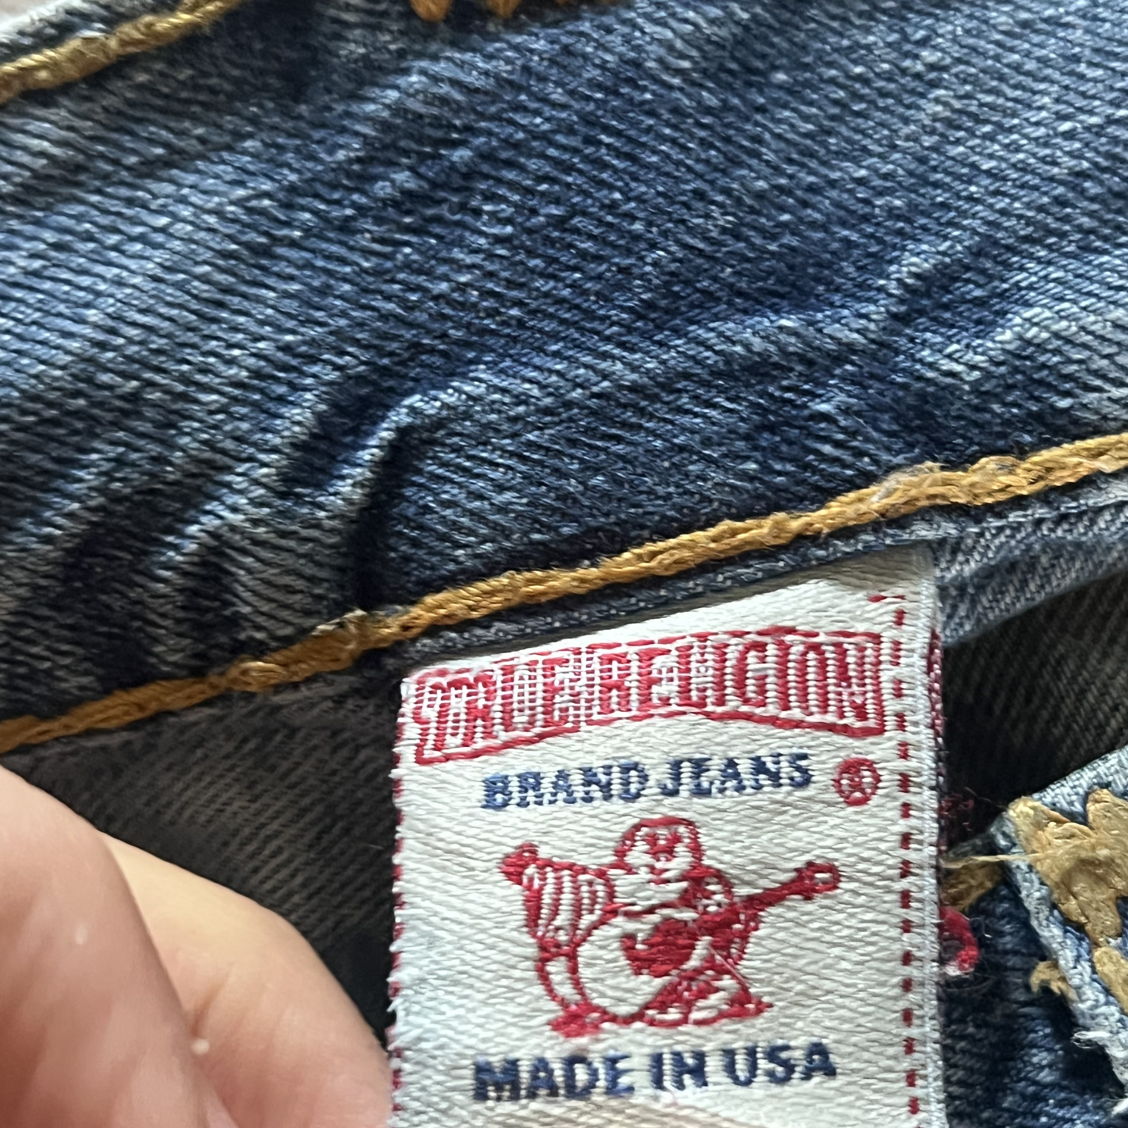 TRUE RELIGION
BRAND JEANS ®
MADE IN USA